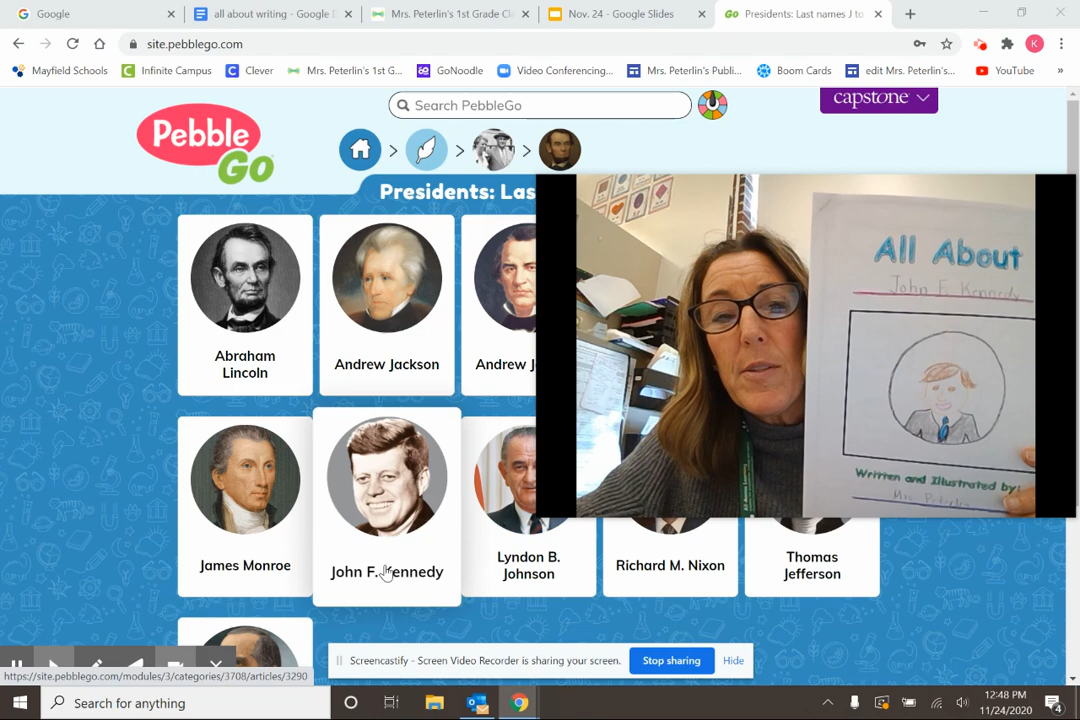 Google
all about writing - Google D
Mrs. Peterlin's 1st Grade Cl
Nov. 24 - Google Slides
Presidents: Last names J to
site.pebblego.com
Mayfield Schools
Infinite Campus
Clever
Mrs. Peterlin's 1st G...
GoNoodle
Video Conferencing...
Mrs. Peterlin's Publi...
Boom Cards
edit Mrs. Peterlin's...
YouTube
»
Pebble
Go
Search PebbleGo
capstone
Presidents: Las
Abraham
Lincoln
Andrew Jackson
Andrew J
James Monroe
John F. Kennedy
Lyndon B.
Johnson
Richard M. Nixon
Thomas
Jefferson
All About
John F. Kennedy
Written and Illustrated by:
Mrs. Peterlin
Screencastify - Screen Video Recorder is sharing your screen.
Stop sharing
Hide
https://site.pebblego.com/modules/3/categories/3708/articles/3290
Search for anything
12:48 PM
11/24/2020
4